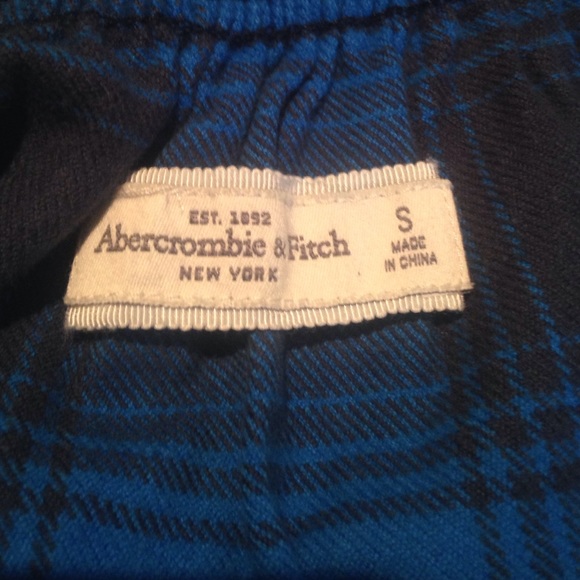 EST. 1892
Abercrombie & Fitch
NEW YORK
S
MADE
IN CHINA